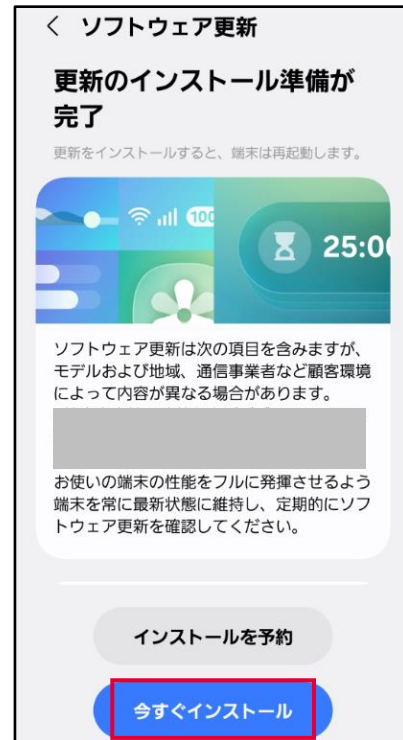 ソフトウェア更新
更新のインストール準備が
完了
更新をインストールすると、端末は再起動します。
100
25:00
ソフトウェア更新は次の項目を含みますが、
モデルおよび地域、通信事業者など顧客環境
によって内容が異なる場合があります。
お使いの端末の性能をフルに発揮させるよう
端末を常に最新状態に維持し、定期的にソフ
トウェア更新を確認してください。
インストールを予約
今すぐインストール